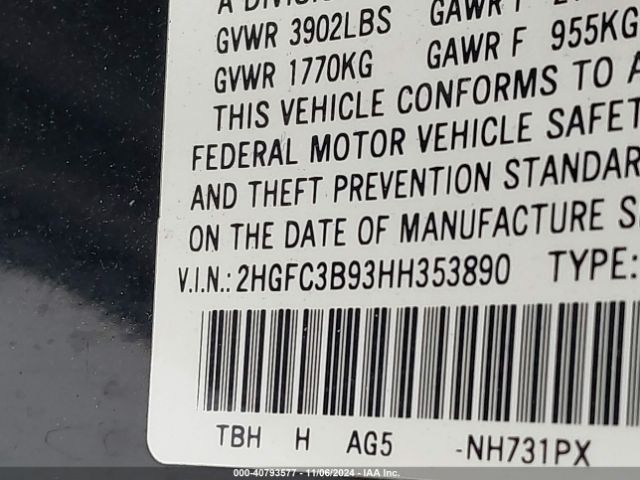 A DIVISION
GVWR 3902LBS GAWR F
GVWR 1770KG GAWR F 955KG
THIS VEHICLE CONFORMS TO A
FEDERAL MOTOR VEHICLE SAFET
AND THEFT PREVENTION STANDAR
ON THE DATE OF MANUFACTURE S
V.I.N.: 2HGFC3B93HH353890 TYPE:
TBH H AG5 -NH731PX
000-40793577 - 11/06/2024 - IAA Inc.